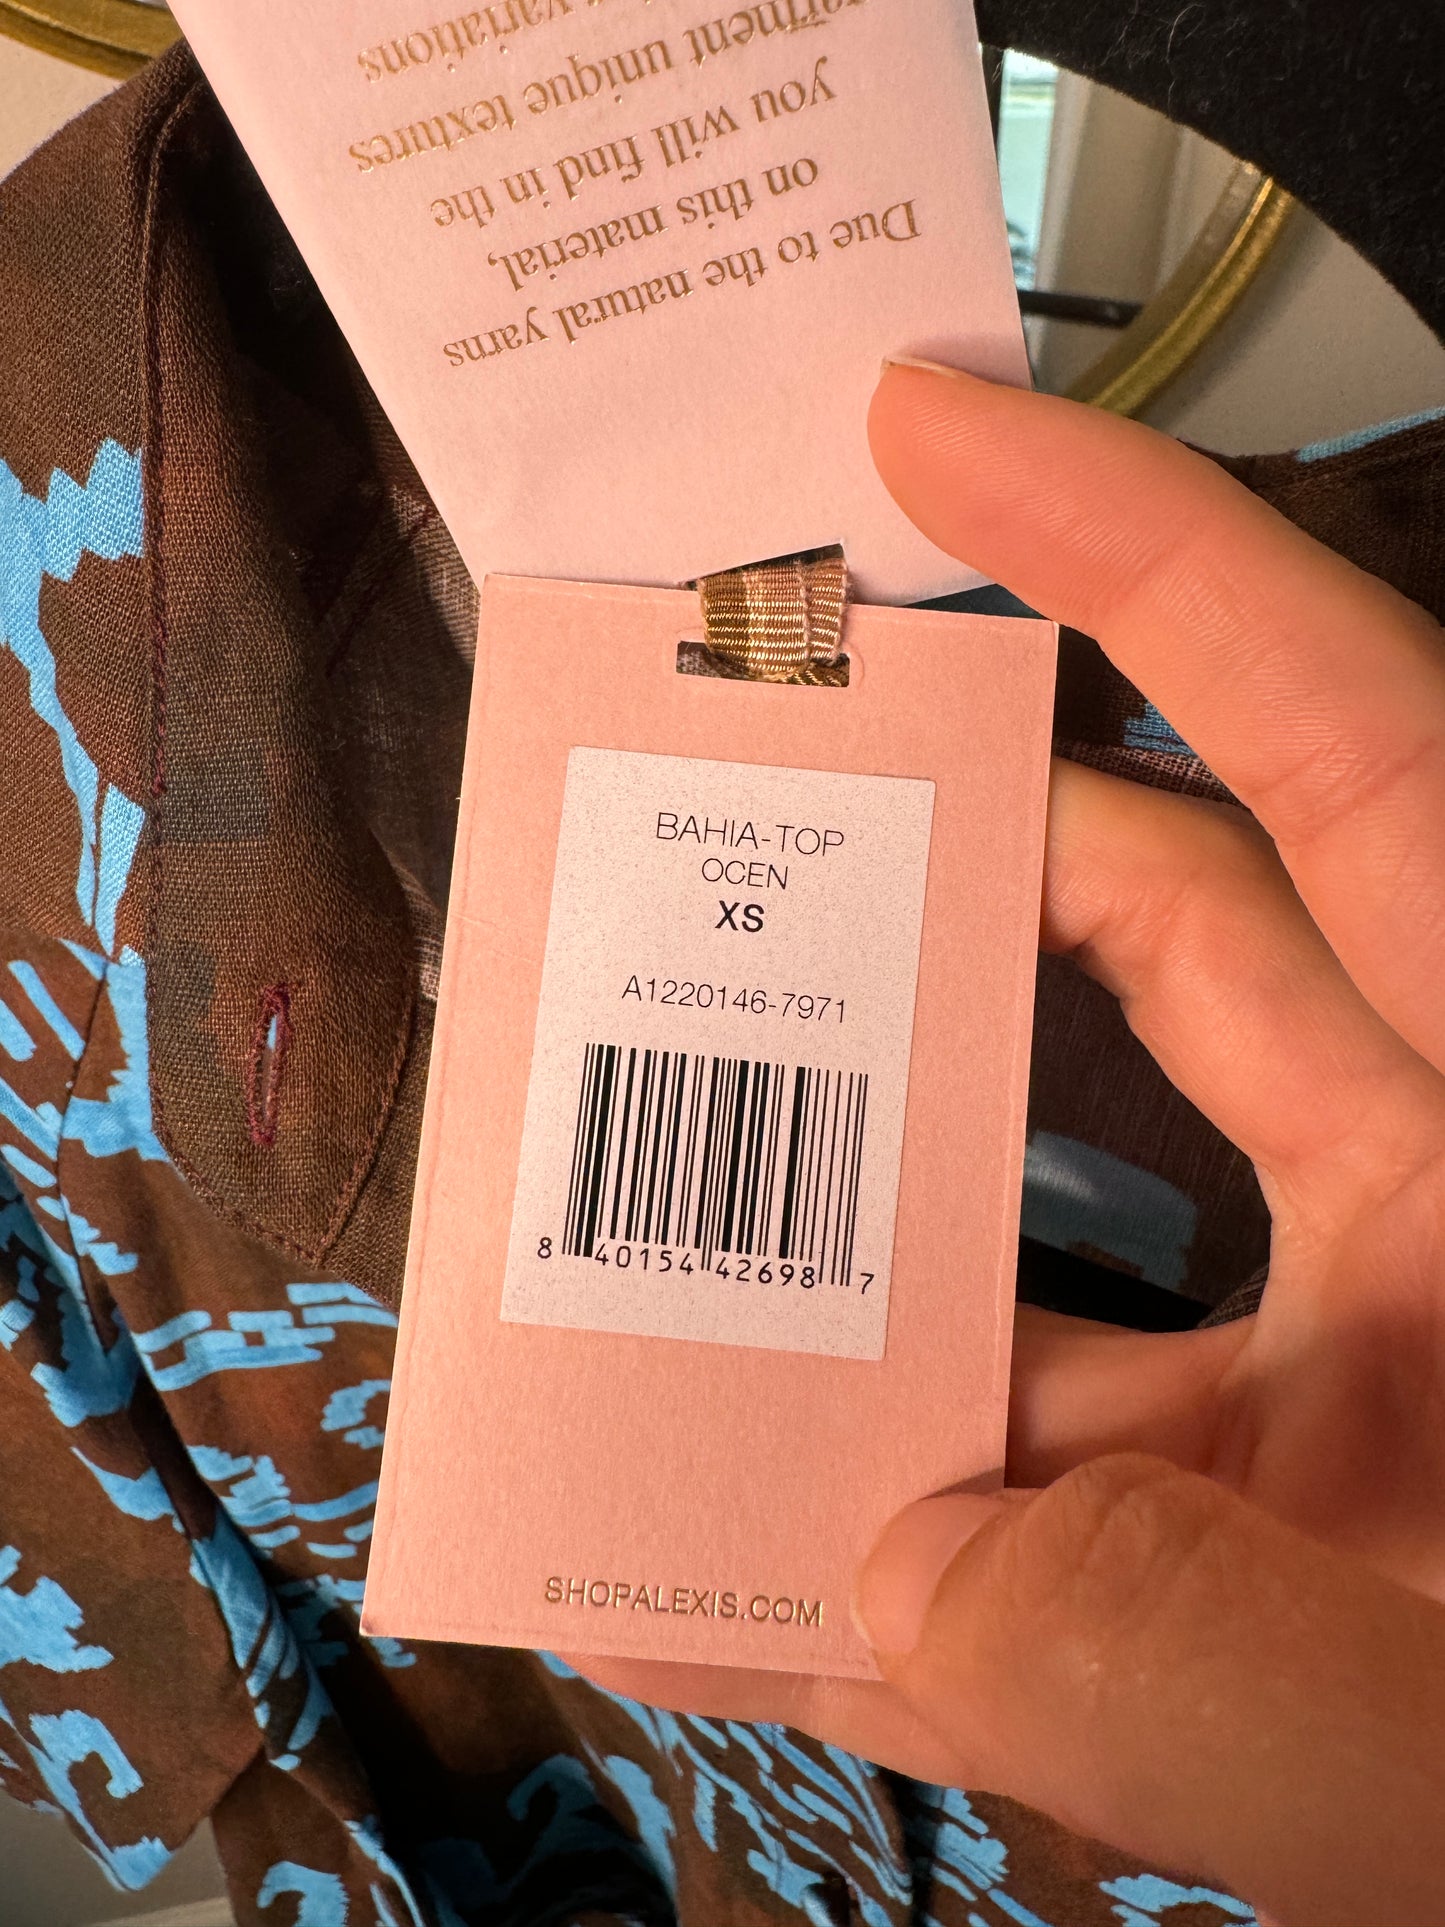 Due to the natural yarns
on this material,
you will find in the
garment unique textures
variations
BAHIA-TOP
OCEN
XS
A1220146-7971
8 40154 42698 7
SHOPALEXIS.COM